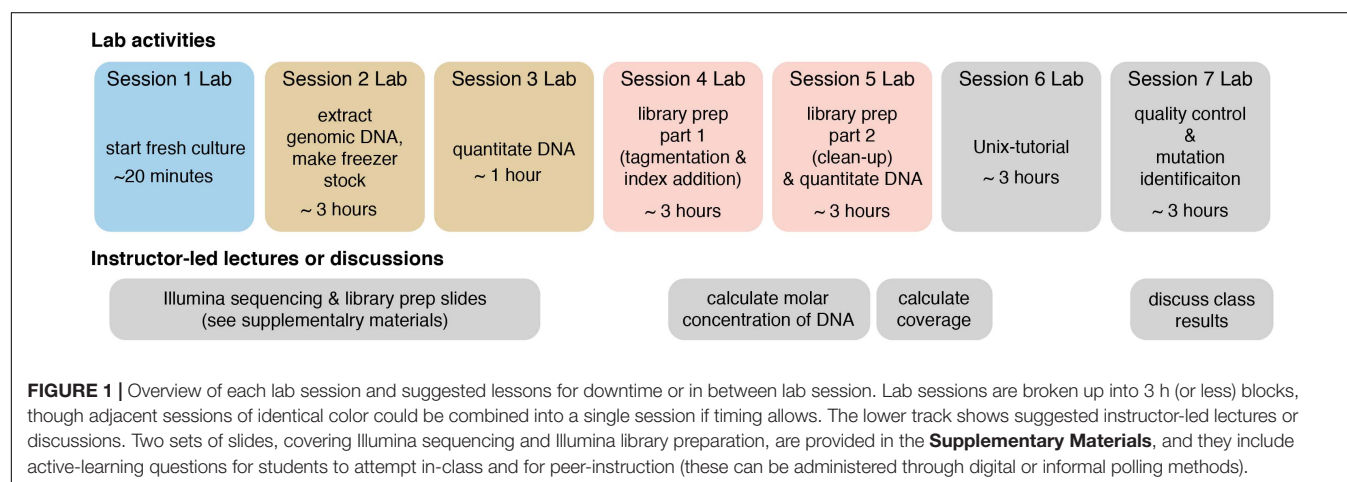 Lab activities
Session 1 Lab
start fresh culture
~20 minutes
Session 2 Lab
extract
genomic DNA,
make freezer
stock
~ 3 hours
Session 3 Lab
quantitate DNA
~ 1 hour
Session 4 Lab
library prep
part 1
(tagmentation &
index addition)
~ 3 hours
Session 5 Lab
library prep
part 2
(clean-up)
& quantitate DNA
~ 3 hours
Session 6 Lab
Unix-tutorial
~ 3 hours
Session 7 Lab
quality control
&
mutation
identificaiton
~ 3 hours
Instructor-led lectures or discussions
Illumina sequencing & library prep slides
(see supplementalry materials)
calculate molar
concentration of DNA
calculate
coverage
discuss class
results
FIGURE 1 | Overview of each lab session and suggested lessons for downtime or in between lab session. Lab sessions are broken up into 3 h (or less) blocks,
though adjacent sessions of identical color could be combined into a single session if timing allows. The lower track shows suggested instructor-led lectures or
discussions. Two sets of slides, covering Illumina sequencing and Illumina library preparation, are provided in the Supplementary Materials, and they include
active-learning questions for students to attempt in-class and for peer-instruction (these can be administered through digital or informal polling methods).